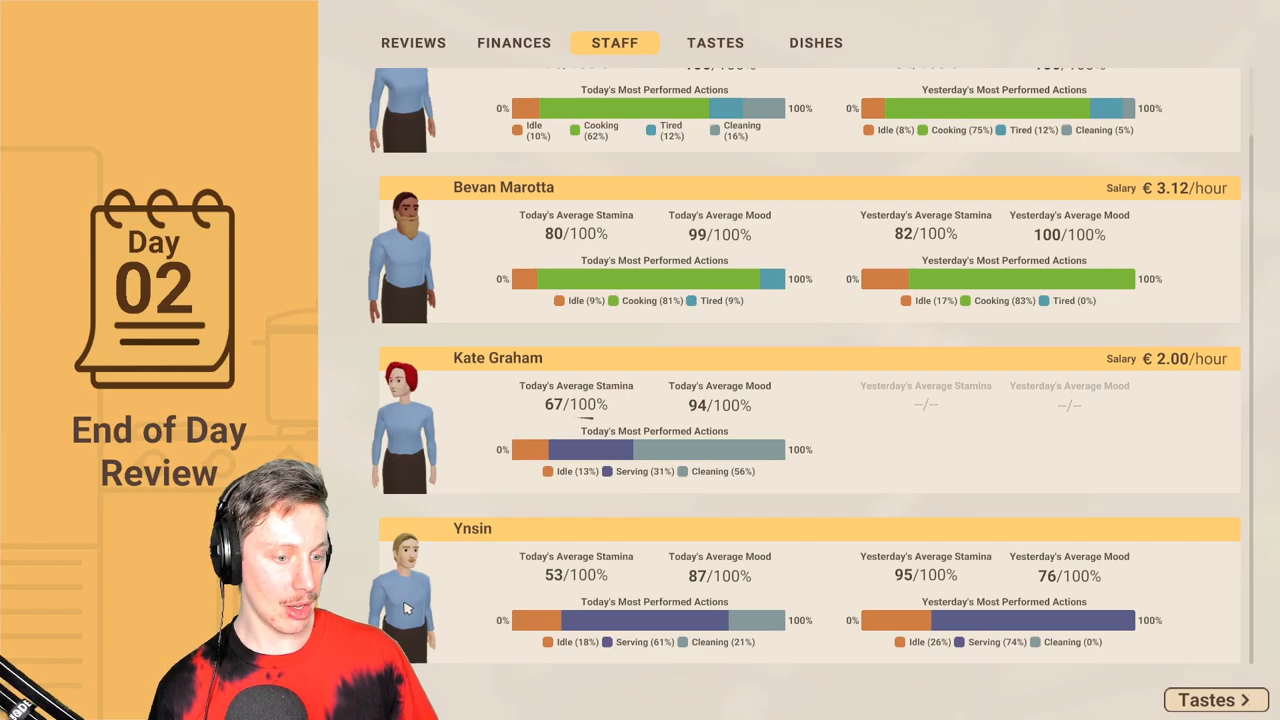 REVIEWS FINANCES STAFF TASTES DISHES
Today's Most Performed Actions Yesterday's Most Performed Actions
0% 100% 0% 100%
Idle (10%) Cooking (62%) Tired (12%) Cleaning (16%) Idle (8%) Cooking (75%) Tired (12%) Cleaning (5%)
Bevan Marotta Salary € 3.12/hour
Today's Average Stamina Today's Average Mood Yesterday's Average Stamina Yesterday's Average Mood
80/100% 99/100% 82/100% 100/100%
Today's Most Performed Actions Yesterday's Most Performed Actions
0% 100% 0% 100%
Idle (9%) Cooking (81%) Tired (9%) Idle (17%) Cooking (83%) Tired (0%)
Day
02
End of Day
Review
Kate Graham Salary € 2.00/hour
Today's Average Stamina Today's Average Mood Yesterday's Average Stamina Yesterday's Average Mood
67/100% 94/100% --/-- --/--
Today's Most Performed Actions
0% 100%
Idle (13%) Serving (31%) Cleaning (56%)
Ynsin
Today's Average Stamina Today's Average Mood Yesterday's Average Stamina Yesterday's Average Mood
53/100% 87/100% 95/100% 76/100%
Today's Most Performed Actions Yesterday's Most Performed Actions
0% 100% 0% 100%
Idle (18%) Serving (61%) Cleaning (21%) Idle (26%) Serving (74%) Cleaning (0%)
Tastes >